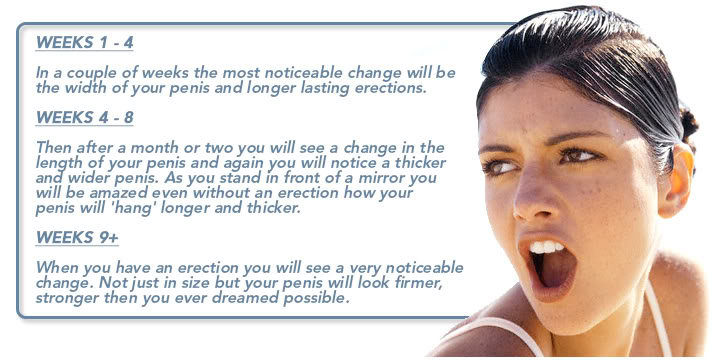 WEEKS 1 - 4
In a couple of weeks the most noticeable change will be
the width of your penis and longer lasting erections.
WEEKS 4 - 8
Then after a month or two you will see a change in the
length of your penis and again you will notice a thicker
and wider penis. As you stand in front of a mirror you
will be amazed even without an erection how your
penis will 'hang' longer and thicker.
WEEKS 9+
When you have an erection you will see a very noticeable
change. Not just in size but your penis will look firmer,
stronger then you ever dreamed possible.